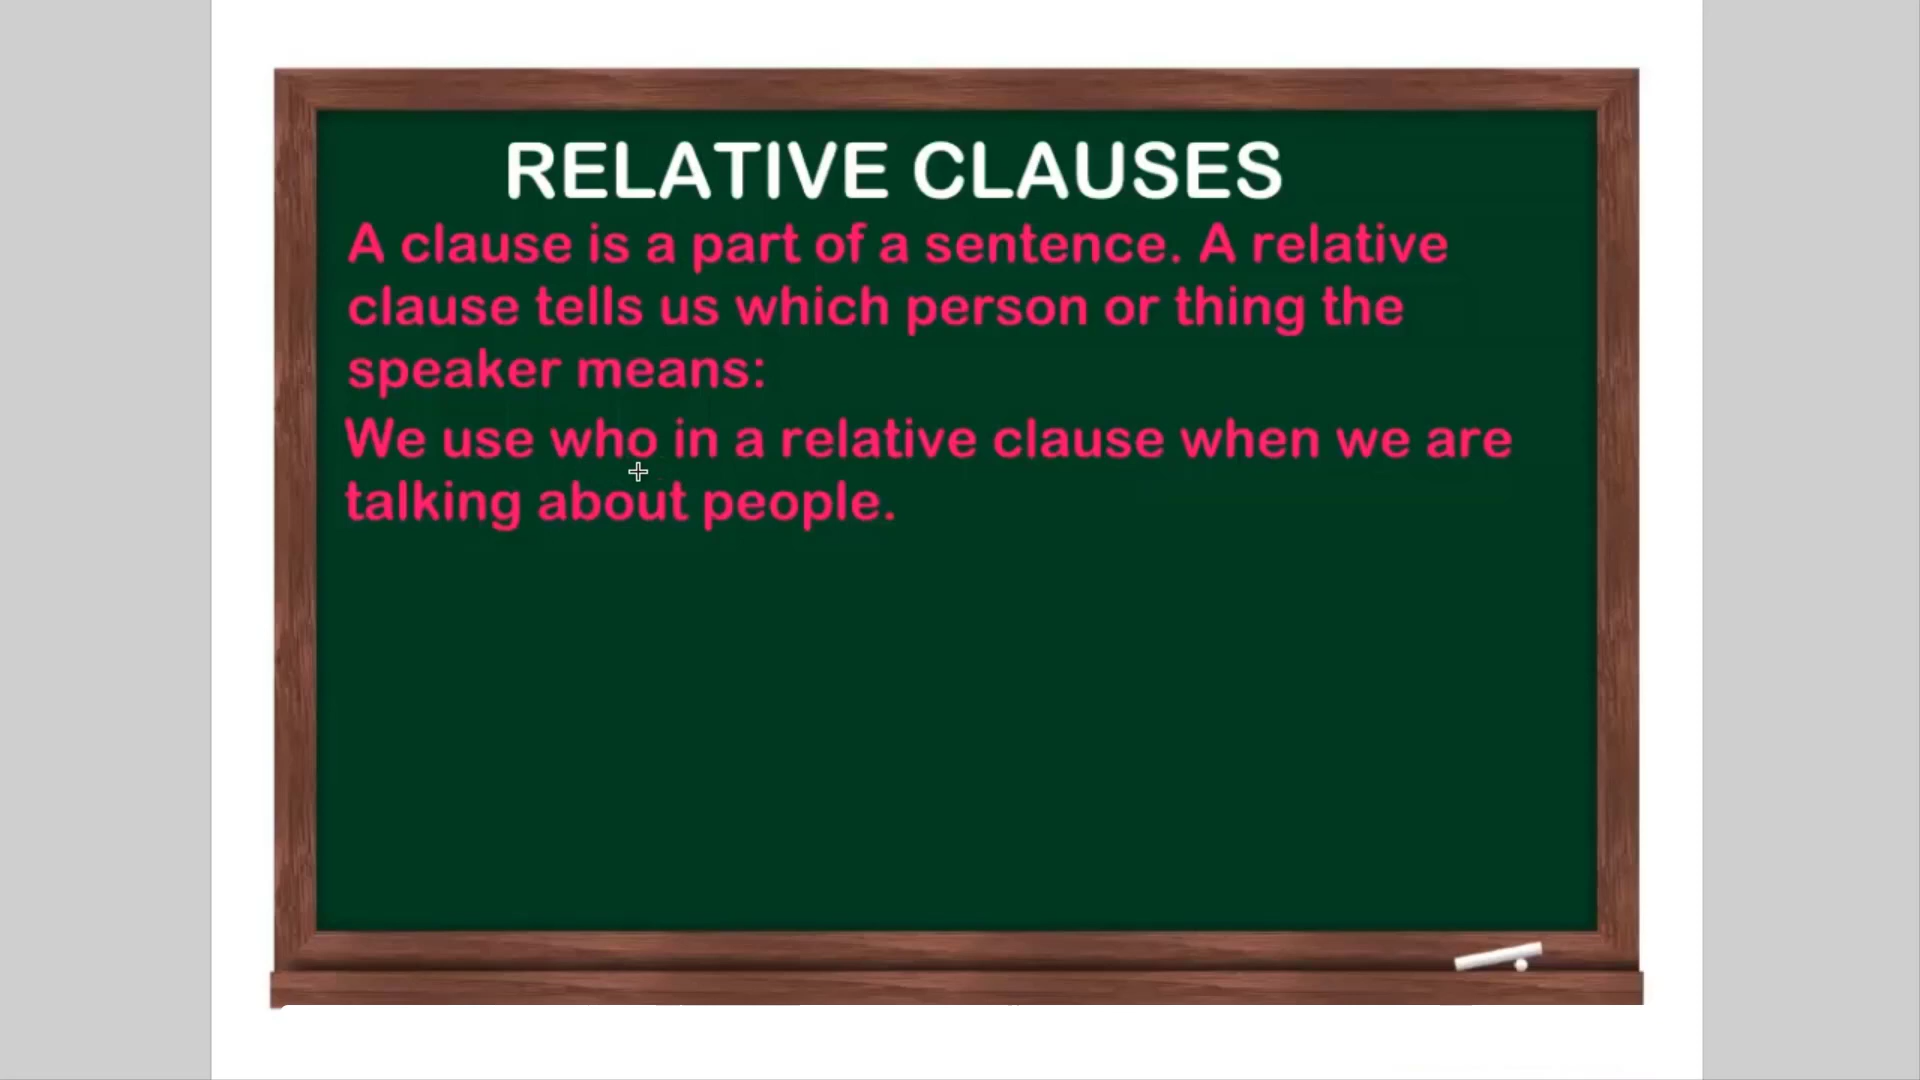 RELATIVE CLAUSES
A clause is a part of a sentence. A relative
clause tells us which person or thing the
speaker means:
We use who in a relative clause when we are
talking about people.